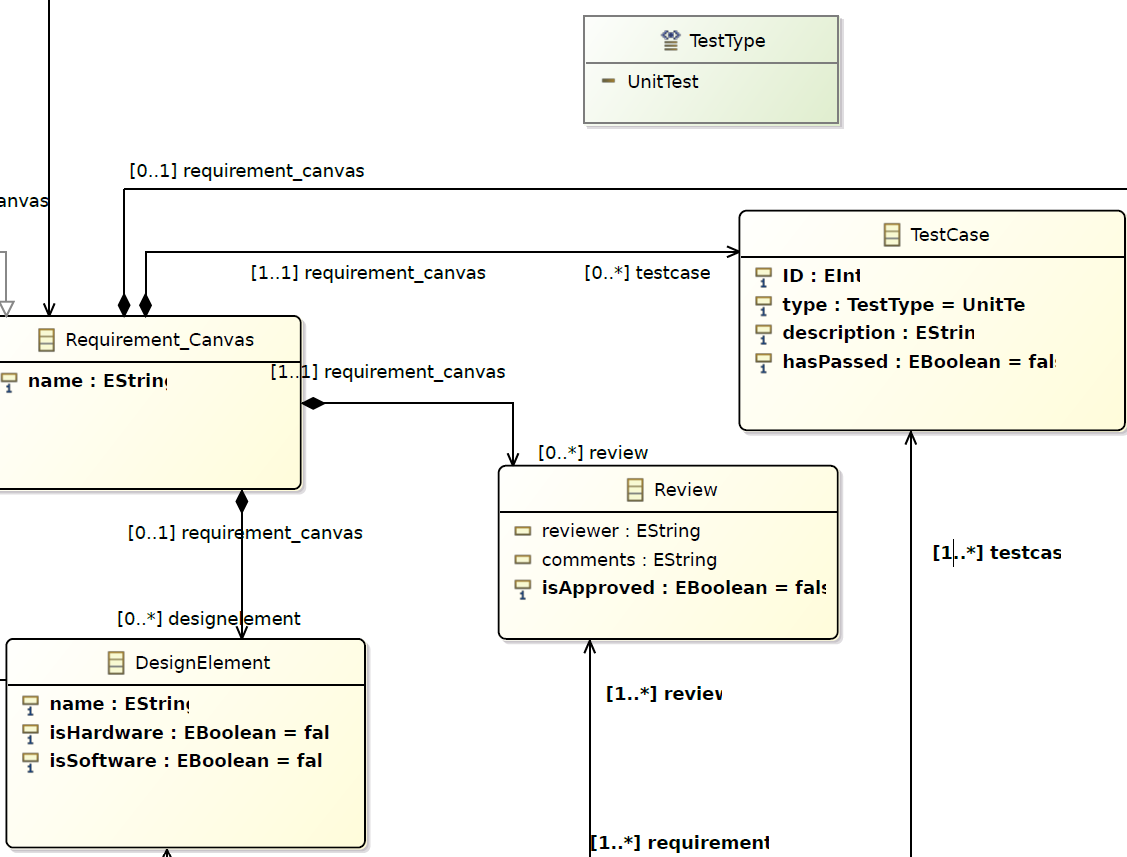 TestType
UnitTest
[0..1] requirement_canvas
anvas
TestCase
[1..1] requirement_canvas
[0..*] testcase
ID : EInt
type : TestType = UnitTe
description : EStrin
hasPassed : EBoolean = fal
Requirement_Canvas
name : EString
[1..1] requirement_canvas
[0..*] review
Review
reviewer : EString
comments : EString
isApproved : EBoolean = fals
[0..1] requirement_canvas
[0..*] designelement
[1..*] testcas
DesignElement
name : EString
isHardware : EBoolean = fal
isSoftware : EBoolean = fal
[1..*] review
[1..*] requirement